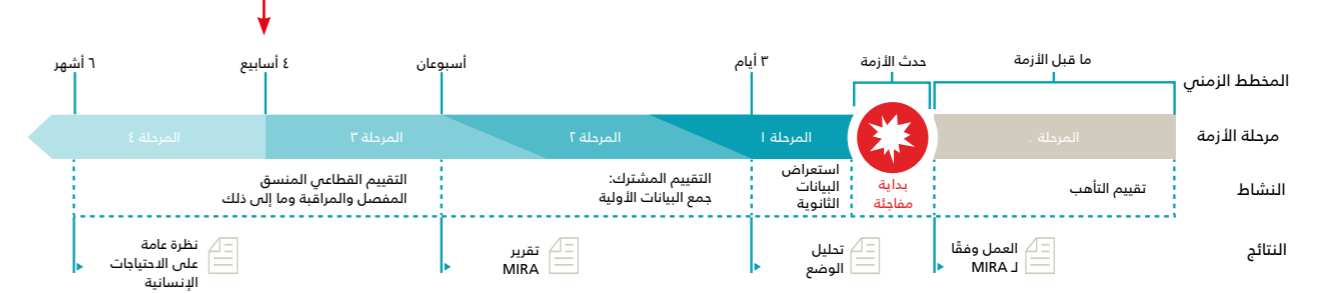 المخطط الزمني
ما قبل الأزمة
حدث الأزمة
٣ أيام
أسبوعان
٤ أسابيع
٦ أشهر
مرحلة الأزمة
المرحلة ٠
المرحلة ١
المرحلة ٢
المرحلة ٣
المرحلة ٤
النشاط
تقييم التأهب
بداية
مفاجئة
استعراض
البيانات
الثانوية
التقييم المشترك:
جمع البيانات الأولية
التقييم القطاعي المنسق
المفصل والمراقبة وما إلى ذلك
النتائج
العمل وفقًا
لـ MIRA
تحليل
الوضع
تقرير
MIRA
نظرة عامة
على الاحتياجات
الإنسانية